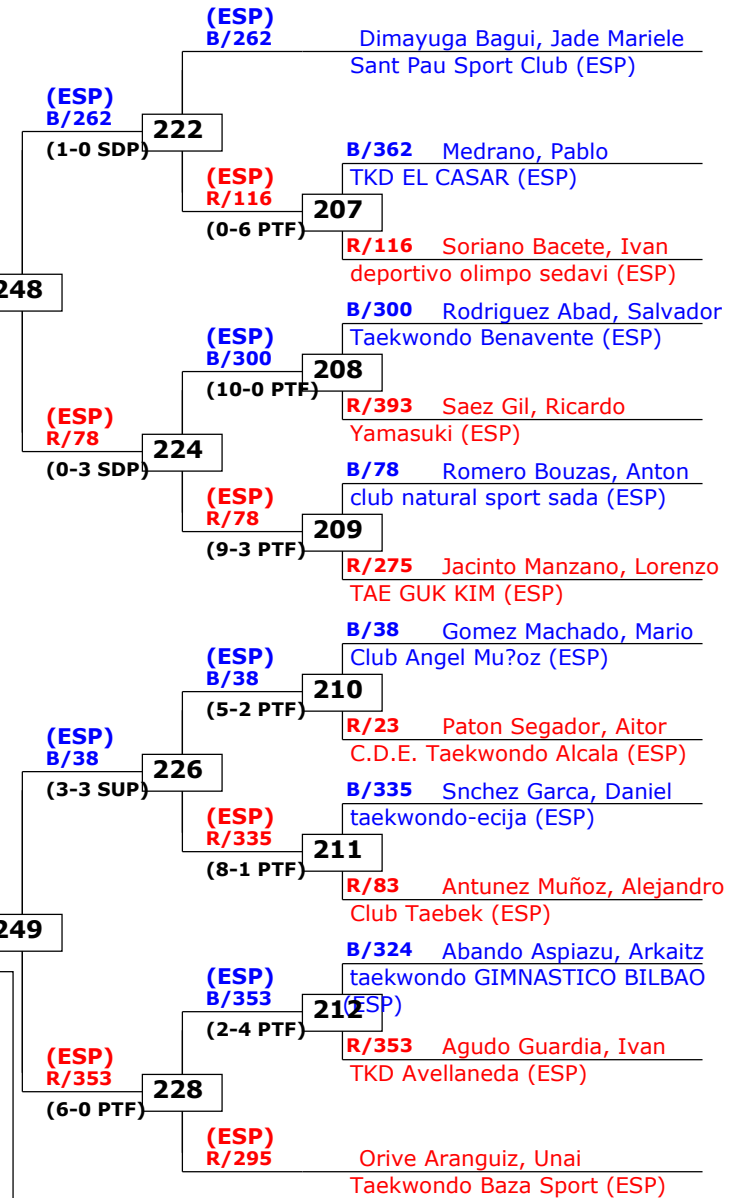 (ESP)
B/262
Dimayuga Bagui, Jade Mariele
Sant Pau Sport Club (ESP)
(ESP)
B/262
222
(1-0 SDP)
B/362 Medrano, Pablo
TKD EL CASAR (ESP)
(ESP)
R/116
207
(0-6 PTF)
R/116 Soriano Bacete, Ivan
deportivo olimpo sedavi (ESP)
248
B/300 Rodriguez Abad, Salvador
Taekwondo Benavente (ESP)
(ESP)
B/300
208
(10-0 PTF)
R/393 Saez Gil, Ricardo
Yamasuki (ESP)
(ESP)
R/78
224
(0-3 SDP)
B/78 Romero Bouzas, Anton
club natural sport sada (ESP)
(ESP)
R/78
209
(9-3 PTF)
R/275 Jacinto Manzano, Lorenzo
TAE GUK KIM (ESP)
B/38 Gomez Machado, Mario
Club Angel Mu?oz (ESP)
(ESP)
B/38
210
(5-2 PTF)
R/23 Paton Segador, Aitor
C.D.E. Taekwondo Alcala (ESP)
(ESP)
B/38
226
(3-3 SUP)
B/335 Snchez Garca, Daniel
taekwondo-ecija (ESP)
(ESP)
R/335
211
(8-1 PTF)
R/83 Antunez Muñoz, Alejandro
Club Taebek (ESP)
249
B/324 Abando Aspiazu, Arkaitz
taekwondo GIMNASTICO BILBAO
(ESP)
(ESP)
B/353
212
(2-4 PTF)
R/353 Agudo Guardia, Ivan
TKD Avellaneda (ESP)
(ESP)
R/353
228
(6-0 PTF)
(ESP)
R/295
Orive Aranguiz, Unai
Taekwondo Baza Sport (ESP)